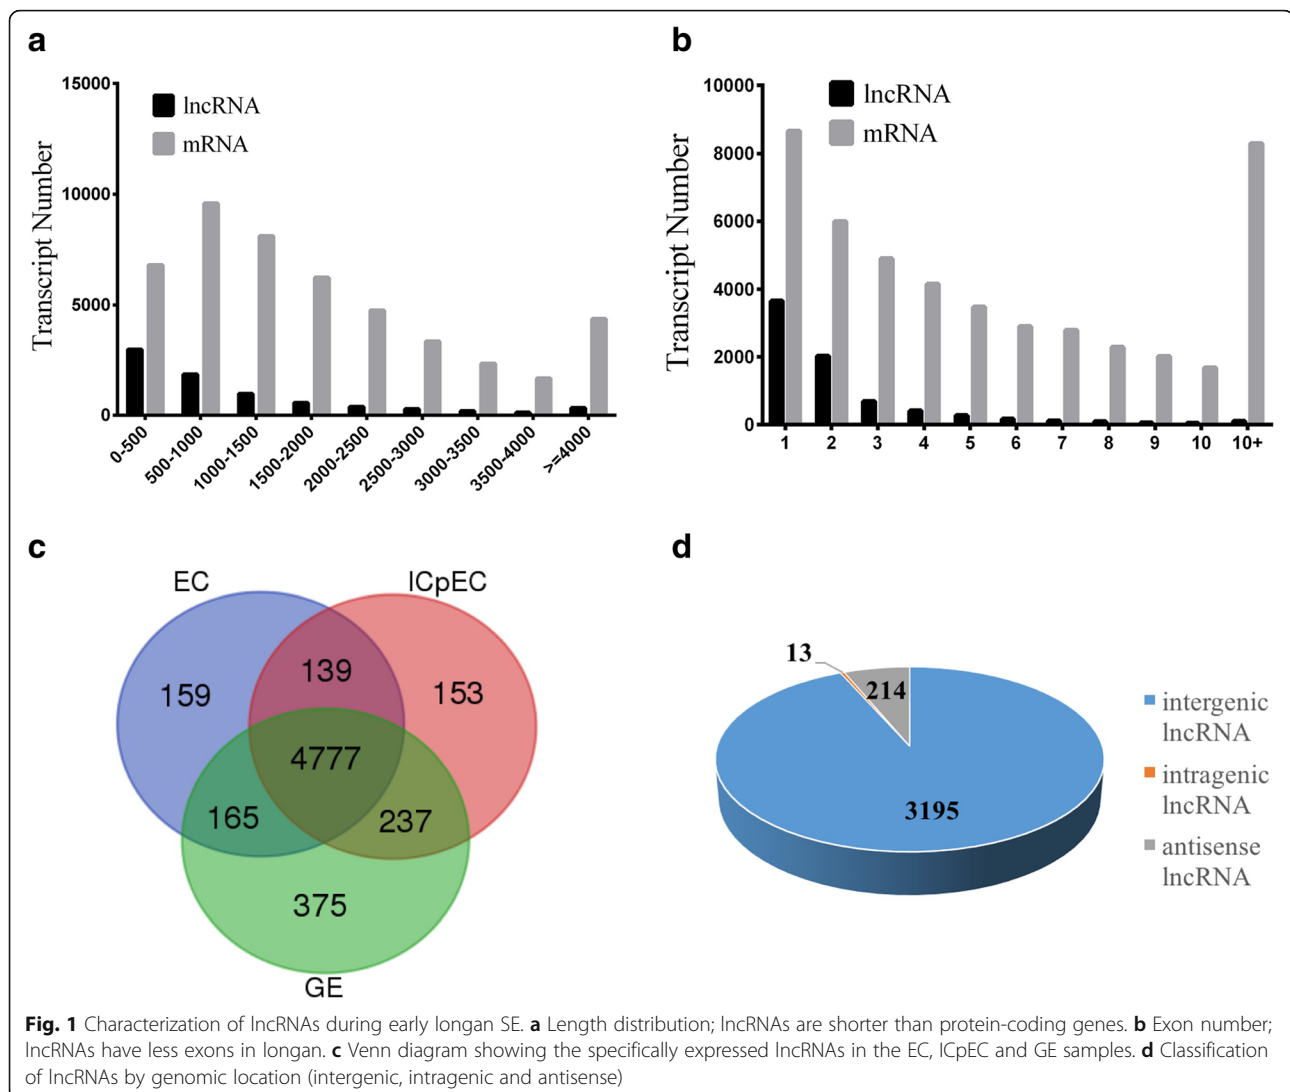 a
15000
10000
5000
0
Transcript Number
lncRNA
mRNA
0-500
500-1000
1000-1500
1500-2000
2000-2500
2500-3000
3000-3500
3500-4000
>=4000
b
10000
8000
6000
4000
2000
0
Transcript Number
lncRNA
mRNA
1 2 3 4 5 6 7 8 9 10 10+
c
EC
ICpEC
159
139
153
4777
165
237
375
GE
d
13
214
3195
intergenic
lncRNA
intragenic
lncRNA
antisense
lncRNA
Fig. 1 Characterization of lncRNAs during early longan SE. a Length distribution; lncRNAs are shorter than protein-coding genes. b Exon number;
lncRNAs have less exons in longan. c Venn diagram showing the specifically expressed lncRNAs in the EC, ICpEC and GE samples. d Classification
of lncRNAs by genomic location (intergenic, intragenic and antisense)